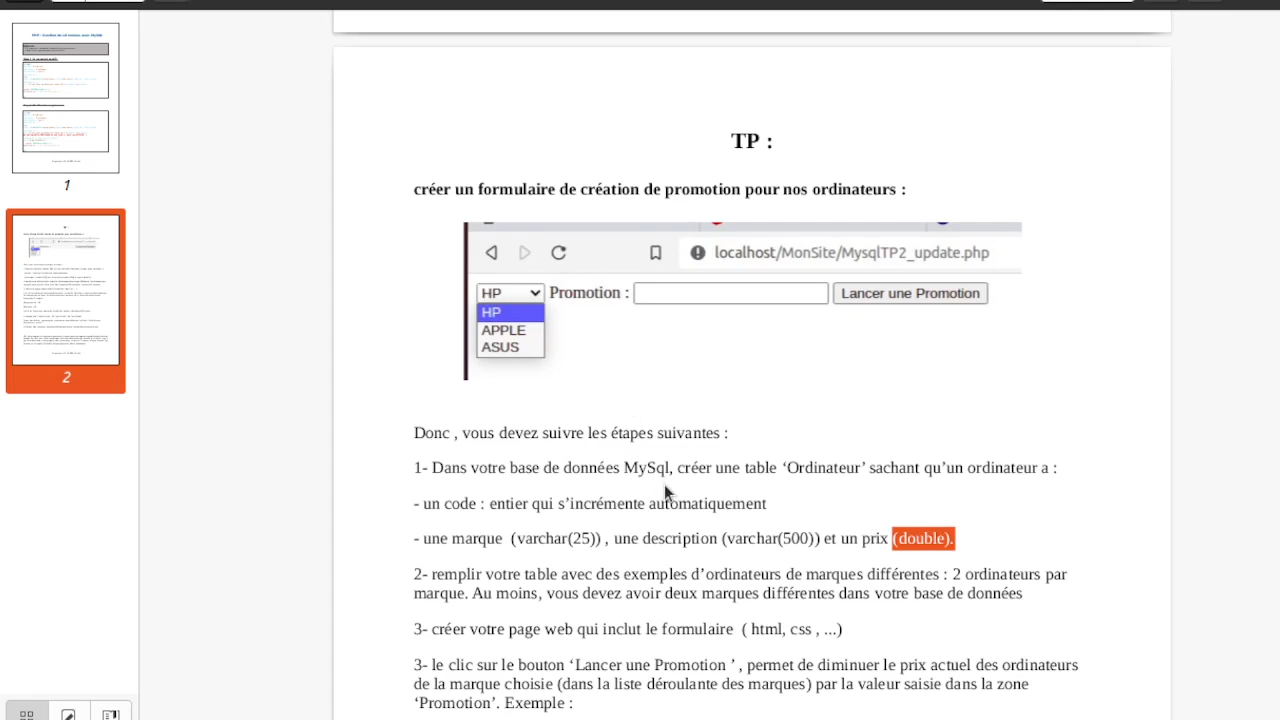 TP :
créer un formulaire de création de promotion pour nos ordinateurs :
localhost/MonSite/MysqlTP2_update.php
HP Promotion : Lancer une Promotion
HP
APPLE
ASUS
Donc , vous devez suivre les étapes suivantes :
1- Dans votre base de données MySql, créer une table ‘Ordinateur’ sachant qu’un ordinateur a :
- un code : entier qui s’incrémente automatiquement
- une marque (varchar(25)) , une description (varchar(500)) et un prix (double).
2- remplir votre table avec des exemples d’ordinateurs de marques différentes : 2 ordinateurs par
marque. Au moins, vous devez avoir deux marques différentes dans votre base de données
3- créer votre page web qui inclut le formulaire ( html, css , ...)
3- le clic sur le bouton ‘Lancer une Promotion ’ , permet de diminuer le prix actuel des ordinateurs
de la marque choisie (dans la liste déroulante des marques) par la valeur saisie dans la zone
‘Promotion’. Exemple :
1
2